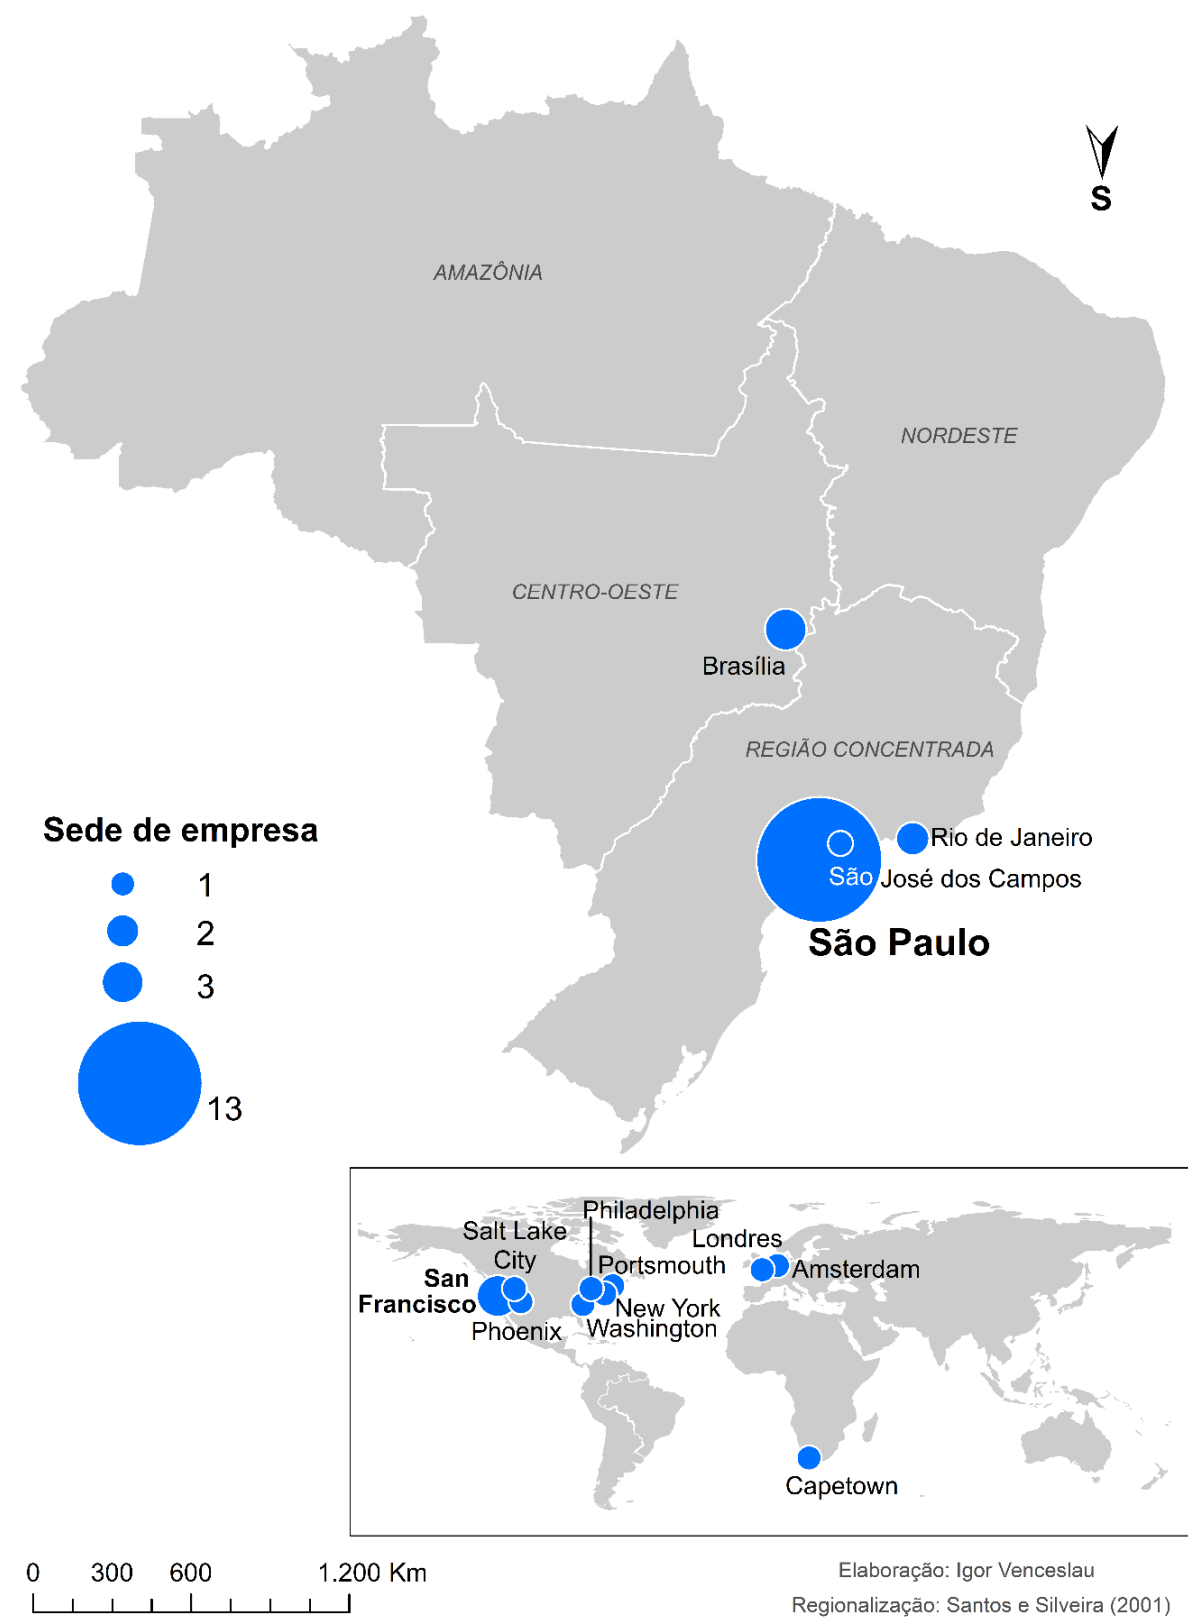 S
AMAZÔNIA
NORDESTE
CENTRO-OESTE
Brasília
REGIÃO CONCENTRADA
Sede de empresa
1
2
3
13
Rio de Janeiro
São José dos Campos
São Paulo
Philadelphia
Salt Lake
City
Londres
Portsmouth
Amsterdam
San
Francisco
New York
Phoenix
Washington
Capetown
0 300 600 1.200 Km
Elaboração: Igor Venceslau
Regionalização: Santos e Silveira (2001)